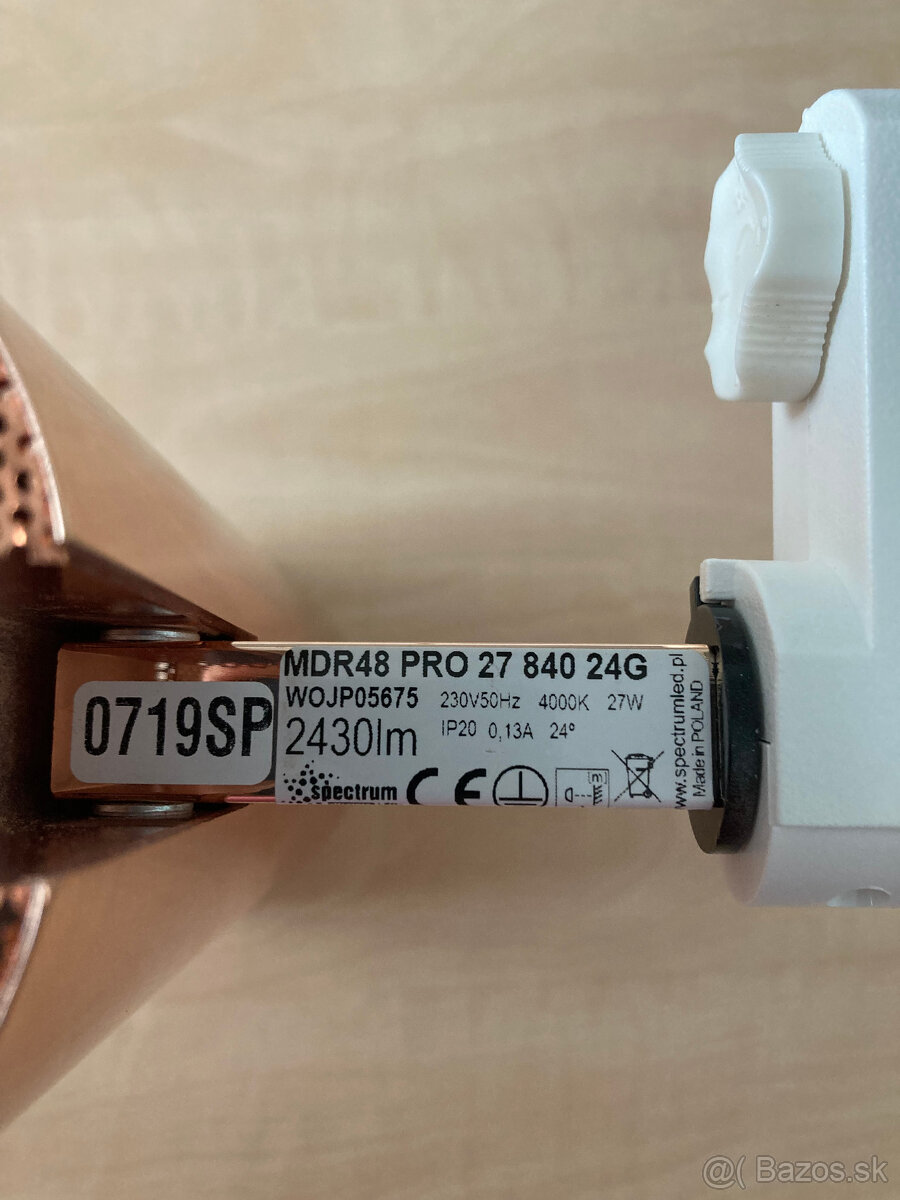 0719SP
MDR48 PRO 27 840 24G
WOJP05675 230V50Hz 4000K 27W
2430lm IP20 0,13A 24°
spectrum
CE
[m]
www.spectrumled.pl
Made in POLAND
@( Bazos.sk